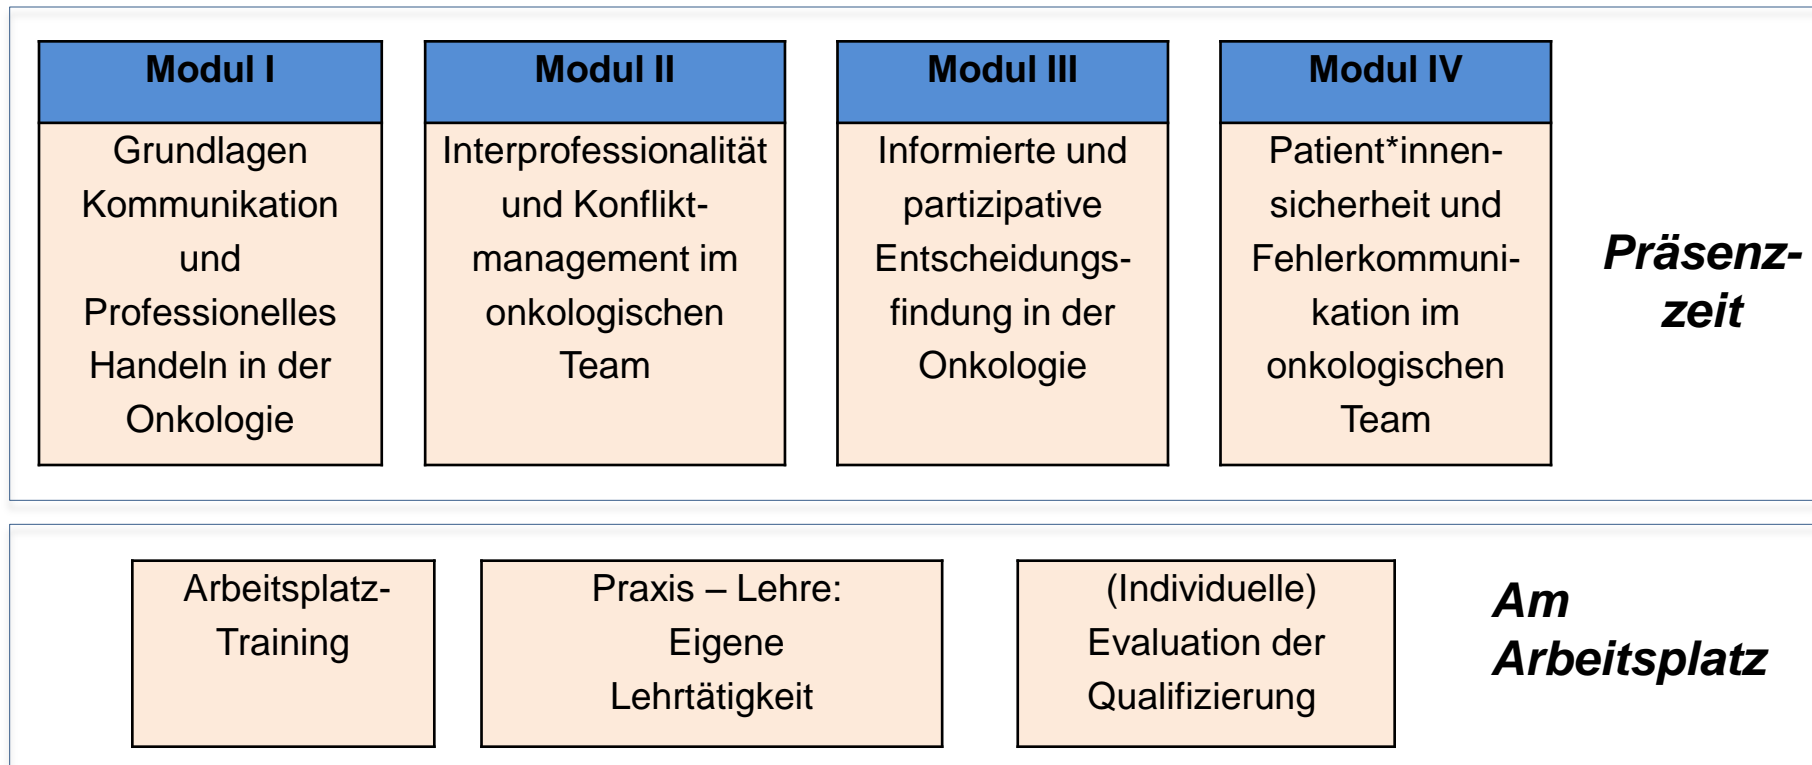 Modul I
Grundlagen
Kommunikation
und
Professionelles
Handeln in der
Onkologie
Modul II
Interprofessionalität
und Konflikt-
management im
onkologischen
Team
Modul III
Informierte und
partizipative
Entscheidungs-
findung in der
Onkologie
Modul IV
Patient*innen-
sicherheit und
Fehlerkommuni-
kation im
onkologischen
Team
Präsenz-
zeit
Arbeitsplatz-
Training
Praxis – Lehre:
Eigene
Lehrtätigkeit
(Individuelle)
Evaluation der
Qualifizierung
Am
Arbeitsplatz